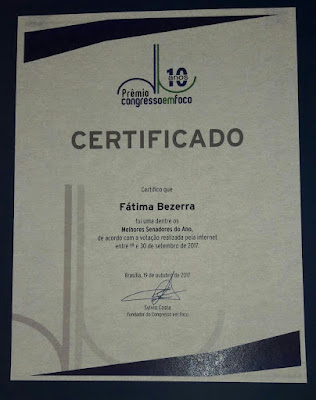 10
anos
Prêmio
congressoemfoco
CERTIFICADO
Certifico que
Fátima Bezerra
foi uma dentre os
Melhores Senadores do Ano,
de acordo com a votação realizada pela internet
entre 1º e 30 de setembro de 2017.
Brasília, 19 de outubro de 2017.
Sylvio Costa
Fundador do Congresso em Foco